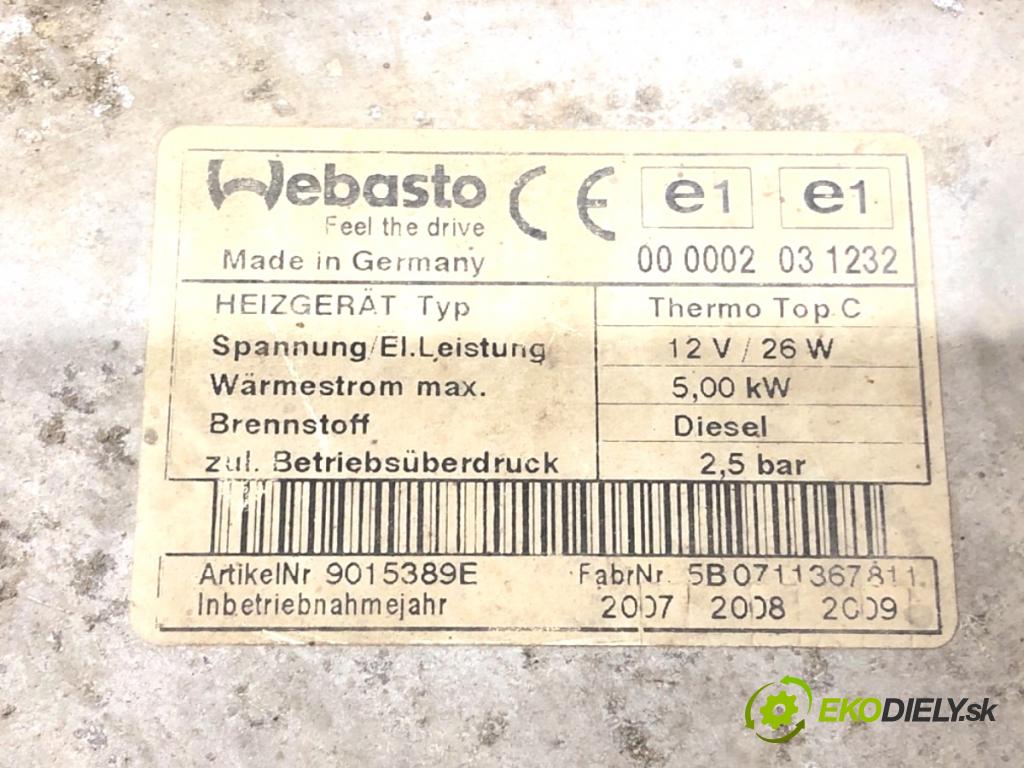 Webasto CE e1 e1
Feel the drive
Made in Germany 00 0002 03 1232
HEIZGERÄT Typ Thermo Top C
Spannung/El.Leistung 12 V / 26 W
Wärmestrom max. 5,00 kW
Brennstoff Diesel
zul. Betriebsüberdruck 2,5 bar
ArtikelNr 9015389E FabrNr. 5B0711367811
Inbetriebnahmejahr 2007 2008 2009
EKODIELY.sk